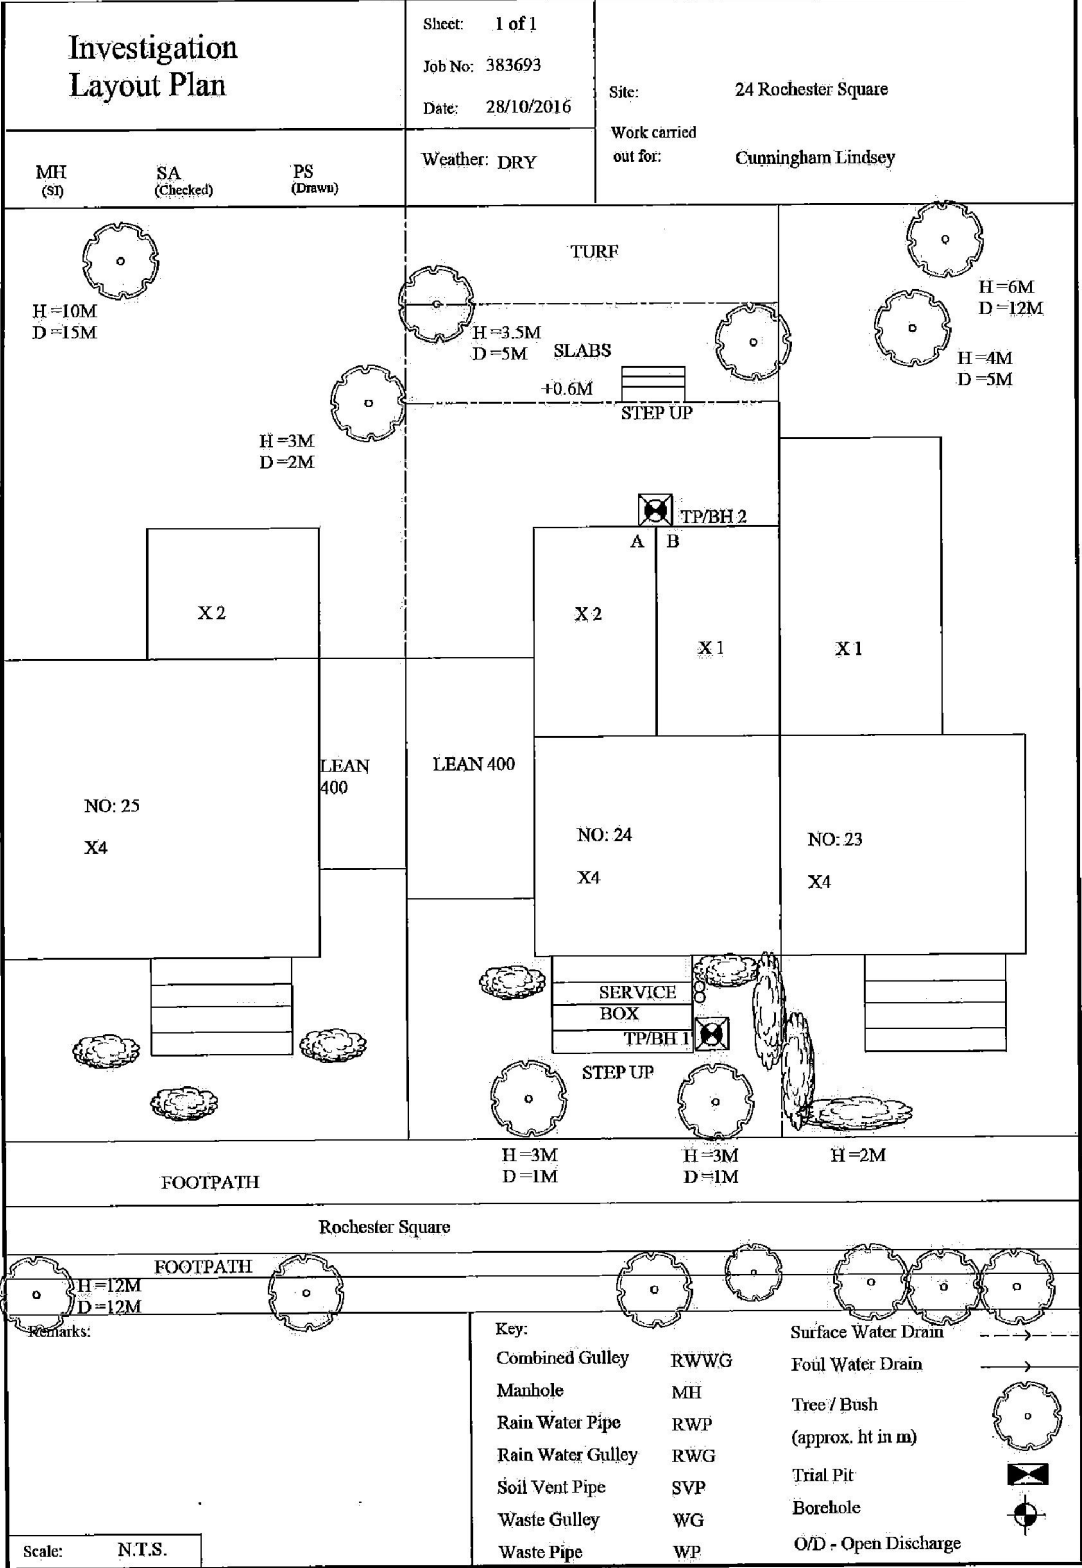 Investigation
Layout Plan
Sheet: 1 of 1
Job No: 383693
Date: 28/10/2016
Weather: DRY
Site: 24 Rochester Square
Work carried
out for: Cunningham Lindsey
MH SA PS
(SI) (Checked) (Drawn)
TURF
H=10M
D=15M
H=3.5M
D=5M
SLABS
H=6M
D=12M
H=4M
D=5M
+0.6M
STEP UP
H=3M
D=2M
TP/BH 2
A B
X 2
X 2
X 1
X 1
LEAN
400
LEAN 400
NO: 25
X4
NO: 24
X4
NO: 23
X4
SERVICE
BOX
TP/BH 1
STEP UP
H=3M
D=1M
H=3M
D=1M
H=2M
FOOTPATH
Rochester Square
FOOTPATH
H=12M
D=12M
Remarks:
Key:
Combined Gulley RWWG
Manhole MH
Rain Water Pipe RWP
Rain Water Gulley RWG
Soil Vent Pipe SVP
Waste Gulley WG
Waste Pipe WP
Surface Water Drain
Foul Water Drain
Tree / Bush
(approx. ht in m)
Trial Pit
Borehole
O/D - Open Discharge
Scale: N.T.S.